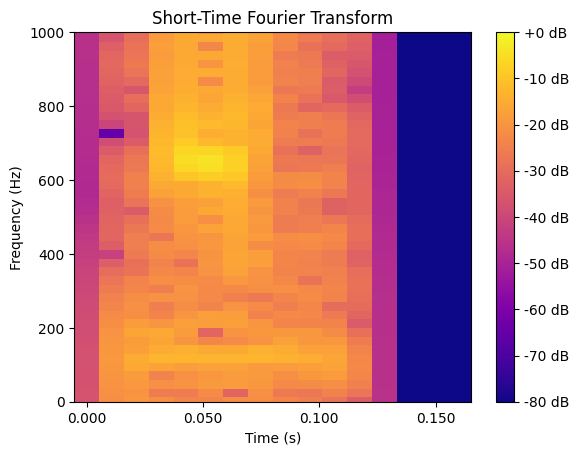 Short-Time Fourier Transform
1000
800
600
400
200
0
Frequency (Hz)
0.000
0.050
0.100
0.150
Time (s)
+0 dB
-10 dB
-20 dB
-30 dB
-40 dB
-50 dB
-60 dB
-70 dB
-80 dB